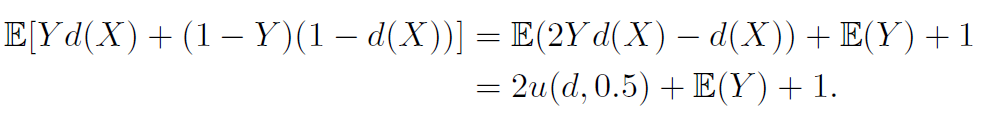 𝔼[Yd(X) + (1 − Y)(1 − d(X))] = 𝔼(2Yd(X) − d(X)) + 𝔼(Y) + 1
= 2u(d, 0.5) + 𝔼(Y) + 1.